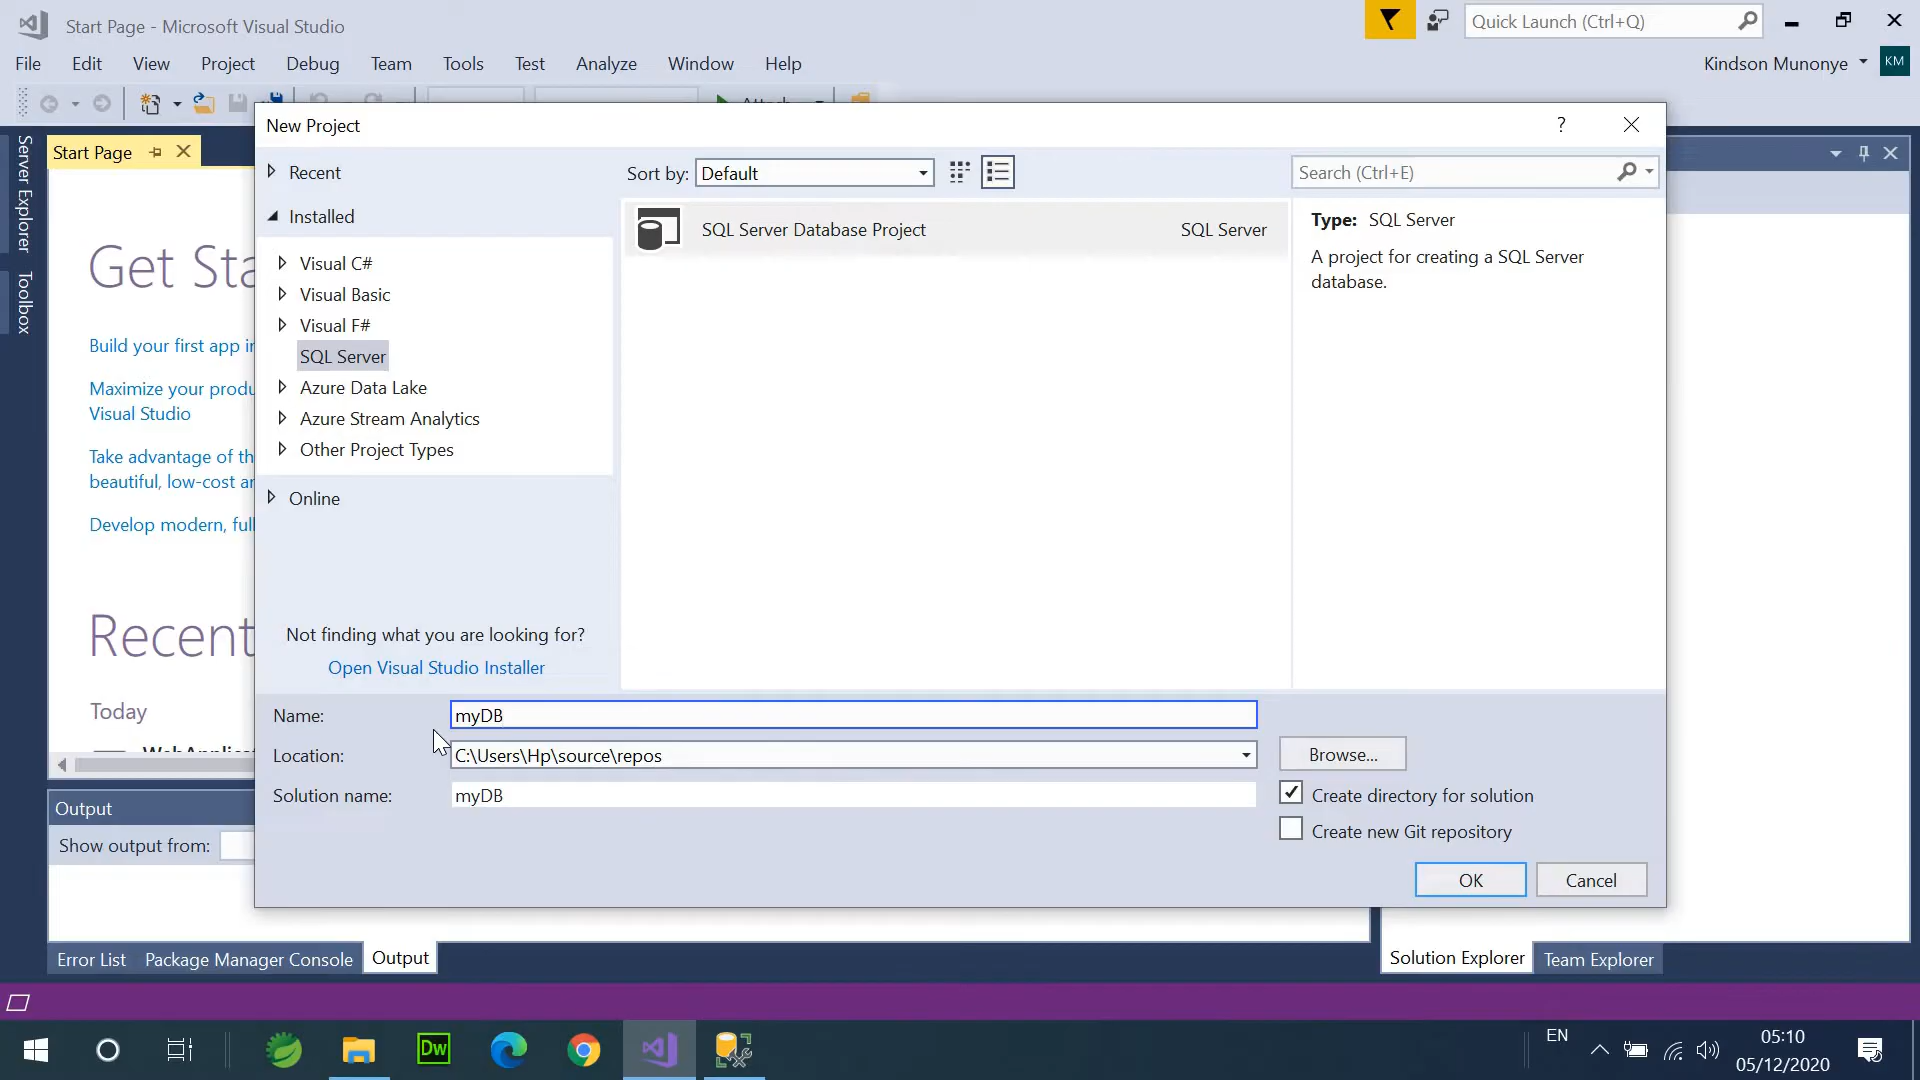 Start Page - Microsoft Visual Studio
Quick Launch (Ctrl+Q)
File Edit View Project Debug Team Tools Test Analyze Window Help
Kindson Munonye KM
Server Explorer
Toolbox
Start Page
Get Sta
Build your first app in
Maximize your produ
Visual Studio
Take advantage of th
beautiful, low-cost an
Develop modern, full
Recent
Today
New Project
?
Recent
Installed
Visual C#
Visual Basic
Visual F#
SQL Server
Azure Data Lake
Azure Stream Analytics
Other Project Types
Online
Not finding what you are looking for?
Open Visual Studio Installer
Sort by: Default
Search (Ctrl+E)
SQL Server Database Project SQL Server
Type: SQL Server
A project for creating a SQL Server
database.
Name: myDB
Location: C:\Users\Hp\source\repos
Browse...
Solution name: myDB
Create directory for solution
Create new Git repository
OK Cancel
Output
Show output from:
Error List Package Manager Console Output
Solution Explorer Team Explorer
Dw
EN
05:10
05/12/2020